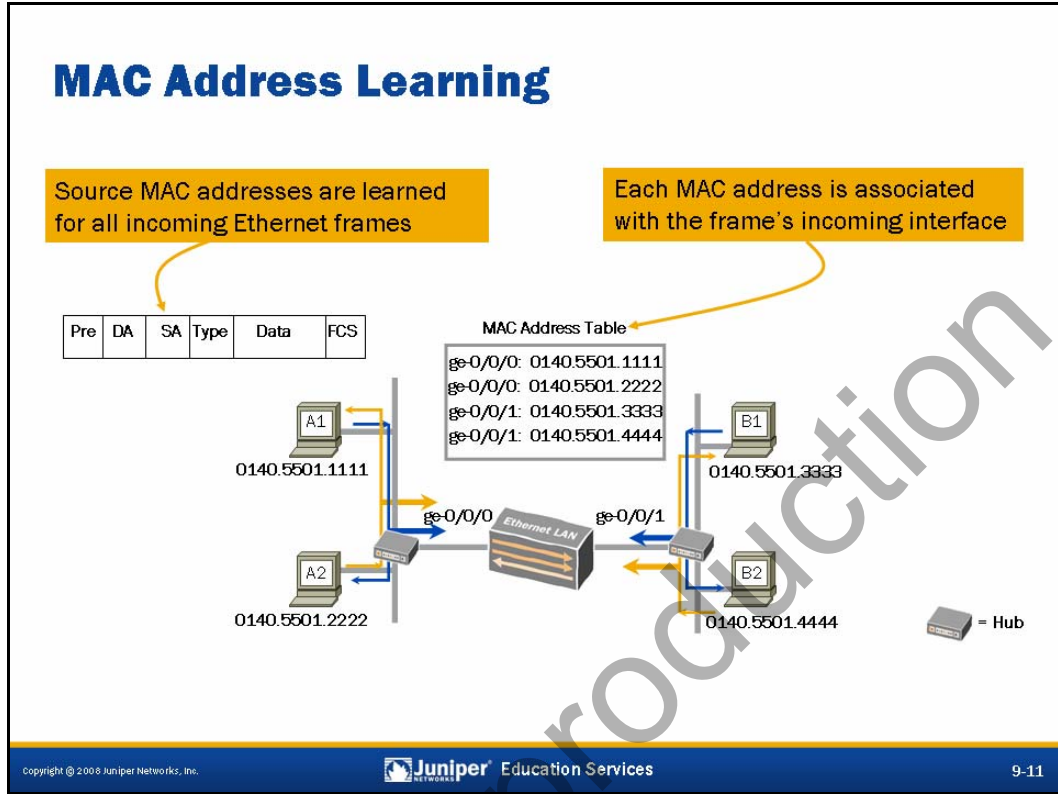 MAC Address Learning
Source MAC addresses are learned
for all incoming Ethernet frames
Each MAC address is associated
with the frame's incoming interface
Pre DA SA Type Data FCS
MAC Address Table
ge-0/0/0: 0140.5501.1111
ge-0/0/0: 0140.5501.2222
ge-0/0/1: 0140.5501.3333
ge-0/0/1: 0140.5501.4444
A1
0140.5501.1111
B1
0140.5501.3333
ge-0/0/0
Ethernet LAN
ge-0/0/1
A2
0140.5501.2222
B2
0140.5501.4444
= Hub
Copyright © 2008 Juniper Networks, Inc.
Juniper NETWORKS Education Services
9-11